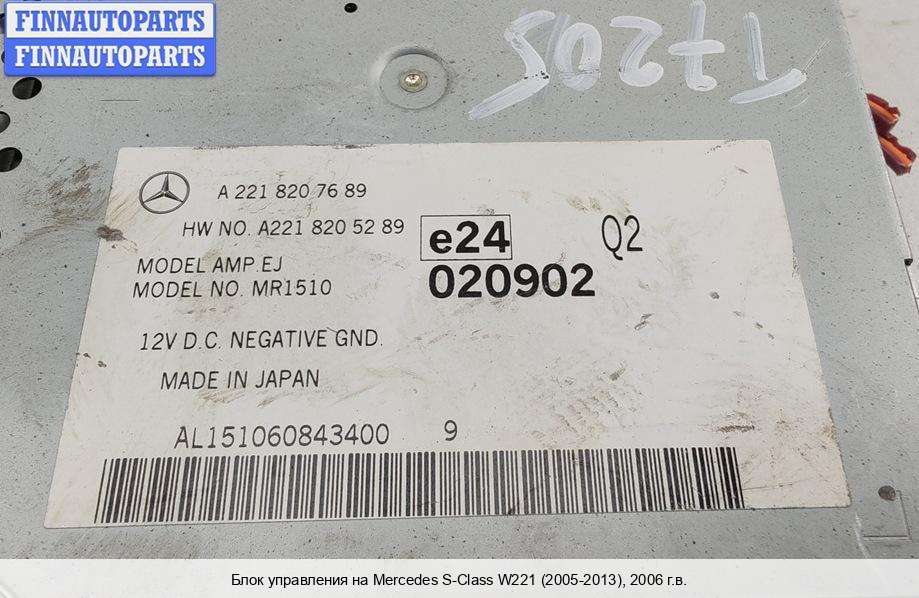 FINNAUTOPARTS
FINNAUTOPARTS
A 221 820 76 89
HW NO. A221 820 52 89
e24
Q2
MODEL AMP.EJ
020902
MODEL NO. MR1510
12V D.C. NEGATIVE GND.
MADE IN JAPAN
AL151060843400 9
Блок управления на Mercedes S-Class W221 (2005-2013), 2006 г.в.